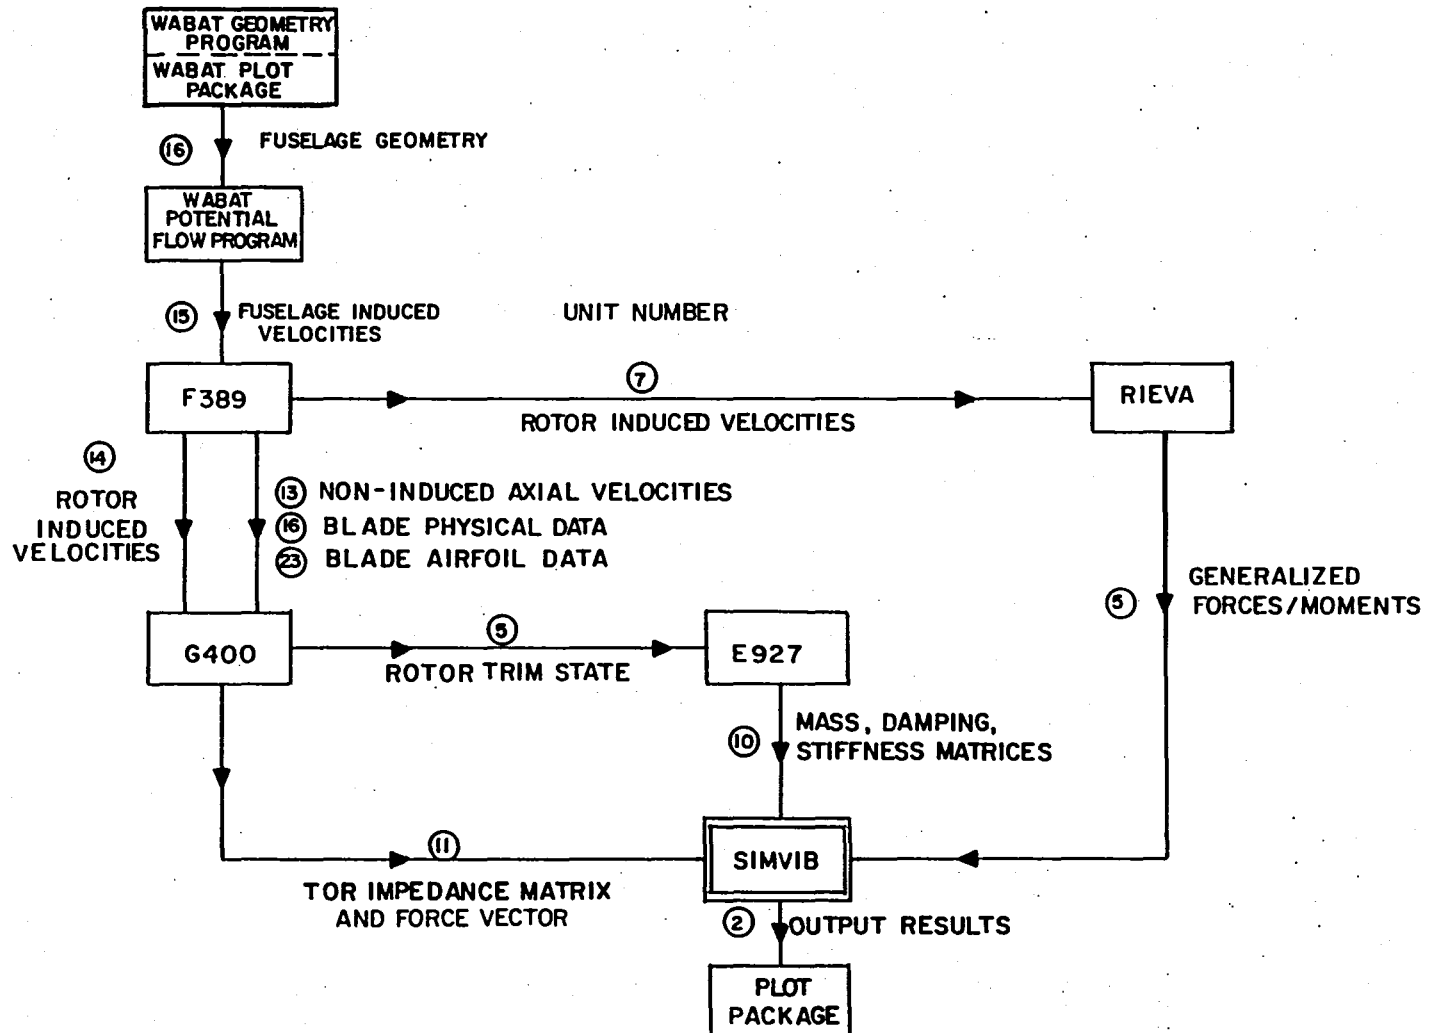 WABAT GEOMETRY
PROGRAM
WABAT PLOT
PACKAGE
16
FUSELAGE GEOMETRY
WABAT
POTENTIAL
FLOW PROGRAM
15
FUSELAGE INDUCED
VELOCITIES
UNIT NUMBER
F389
7
ROTOR INDUCED VELOCITIES
RIEVA
14
ROTOR
INDUCED
VELOCITIES
13 NON-INDUCED AXIAL VELOCITIES
16 BLADE PHYSICAL DATA
23 BLADE AIRFOIL DATA
5
GENERALIZED
FORCES/MOMENTS
G400
5
ROTOR TRIM STATE
E927
10
MASS, DAMPING,
STIFFNESS MATRICES
11
TOR IMPEDANCE MATRIX
AND FORCE VECTOR
SIMVIB
2
OUTPUT RESULTS
PLOT
PACKAGE